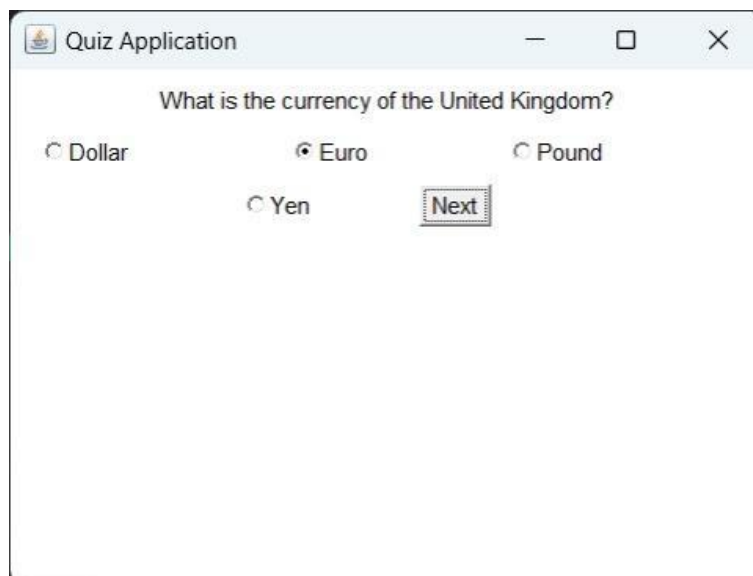 Quiz Application
What is the currency of the United Kingdom?
Dollar Euro Pound
Yen Next